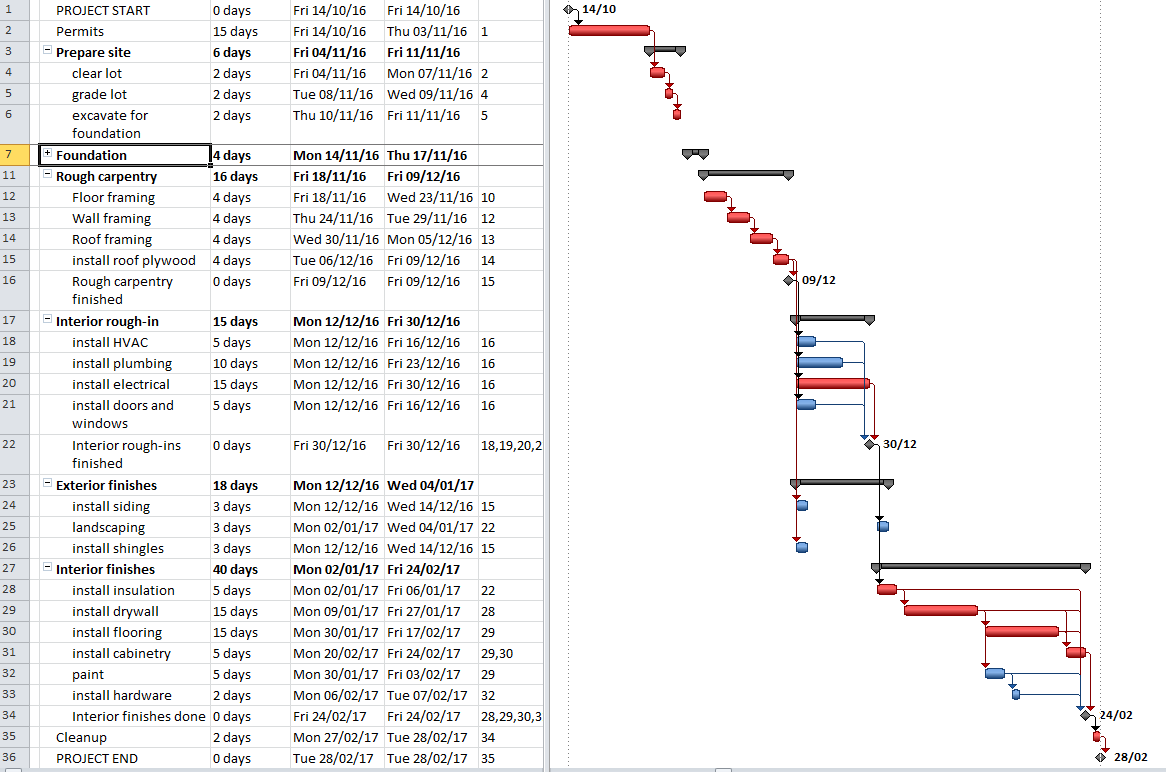 1 PROJECT START 0 days Fri 14/10/16 Fri 14/10/16 14/10
2 Permits 15 days Fri 14/10/16 Thu 03/11/16 1
3 Prepare site 6 days Fri 04/11/16 Fri 11/11/16
4 clear lot 2 days Fri 04/11/16 Mon 07/11/16 2
5 grade lot 2 days Tue 08/11/16 Wed 09/11/16 4
6 excavate for 2 days Thu 10/11/16 Fri 11/11/16 5
foundation
7 Foundation 4 days Mon 14/11/16 Thu 17/11/16
11 Rough carpentry 16 days Fri 18/11/16 Fri 09/12/16
12 Floor framing 4 days Fri 18/11/16 Wed 23/11/16 10
13 Wall framing 4 days Thu 24/11/16 Tue 29/11/16 12
14 Roof framing 4 days Wed 30/11/16 Mon 05/12/16 13
15 install roof plywood 4 days Tue 06/12/16 Fri 09/12/16 14
16 Rough carpentry 0 days Fri 09/12/16 Fri 09/12/16 15 09/12
finished
17 Interior rough-in 15 days Mon 12/12/16 Fri 30/12/16
18 install HVAC 5 days Mon 12/12/16 Fri 16/12/16 16
19 install plumbing 10 days Mon 12/12/16 Fri 23/12/16 16
20 install electrical 15 days Mon 12/12/16 Fri 30/12/16 16
21 install doors and 5 days Mon 12/12/16 Fri 16/12/16 16
windows
22 Interior rough-ins 0 days Fri 30/12/16 Fri 30/12/16 18,19,20,2 30/12
finished
23 Exterior finishes 18 days Mon 12/12/16 Wed 04/01/17
24 install siding 3 days Mon 12/12/16 Wed 14/12/16 15
25 landscaping 3 days Mon 02/01/17 Wed 04/01/17 22
26 install shingles 3 days Mon 12/12/16 Wed 14/12/16 15
27 Interior finishes 40 days Mon 02/01/17 Fri 24/02/17
28 install insulation 5 days Mon 02/01/17 Fri 06/01/17 22
29 install drywall 15 days Mon 09/01/17 Fri 27/01/17 28
30 install flooring 15 days Mon 30/01/17 Fri 17/02/17 29
31 install cabinetry 5 days Mon 20/02/17 Fri 24/02/17 29,30
32 paint 5 days Mon 30/01/17 Fri 03/02/17 29
33 install hardware 2 days Mon 06/02/17 Tue 07/02/17 32
34 Interior finishes done 0 days Fri 24/02/17 Fri 24/02/17 28,29,30,3 24/02
35 Cleanup 2 days Mon 27/02/17 Tue 28/02/17 34
36 PROJECT END 0 days Tue 28/02/17 Tue 28/02/17 35 28/02